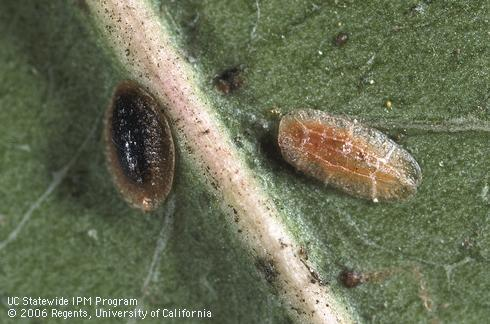 UC Statewide IPM Program
© 2006 Regents, University of California